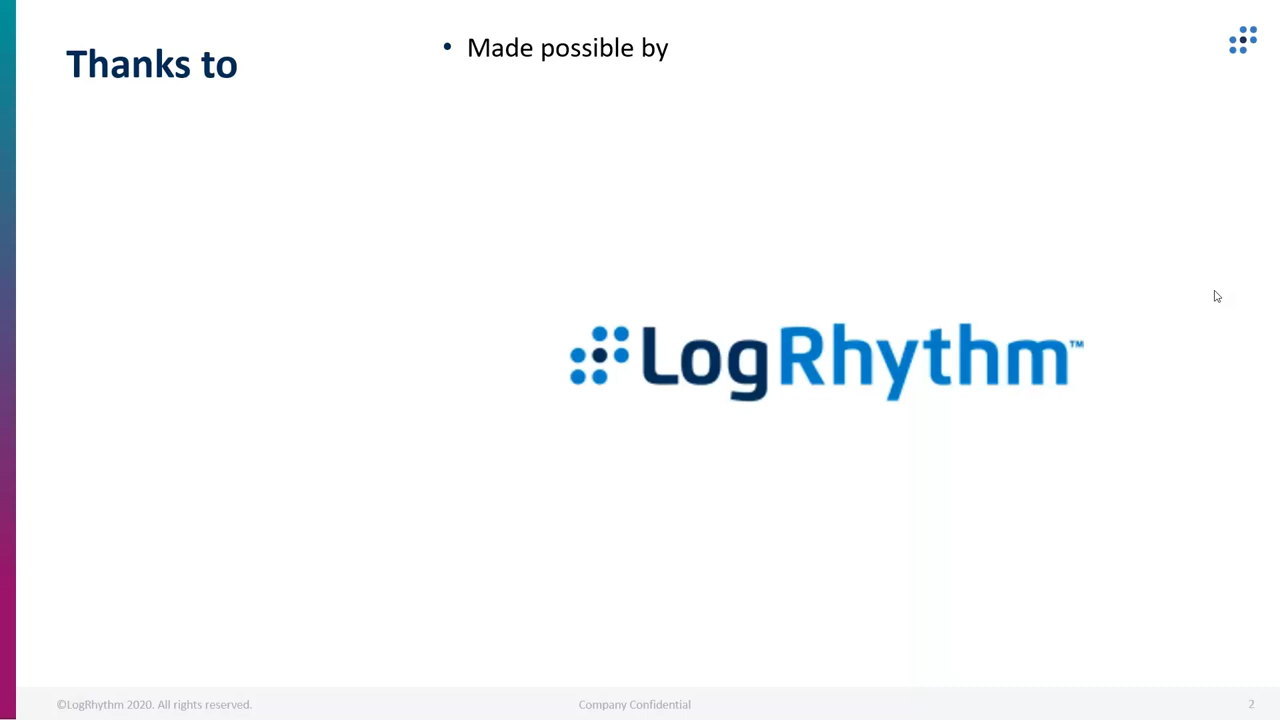 Thanks to
• Made possible by
LogRhythm™
©LogRhythm 2020. All rights reserved.
Company Confidential
2